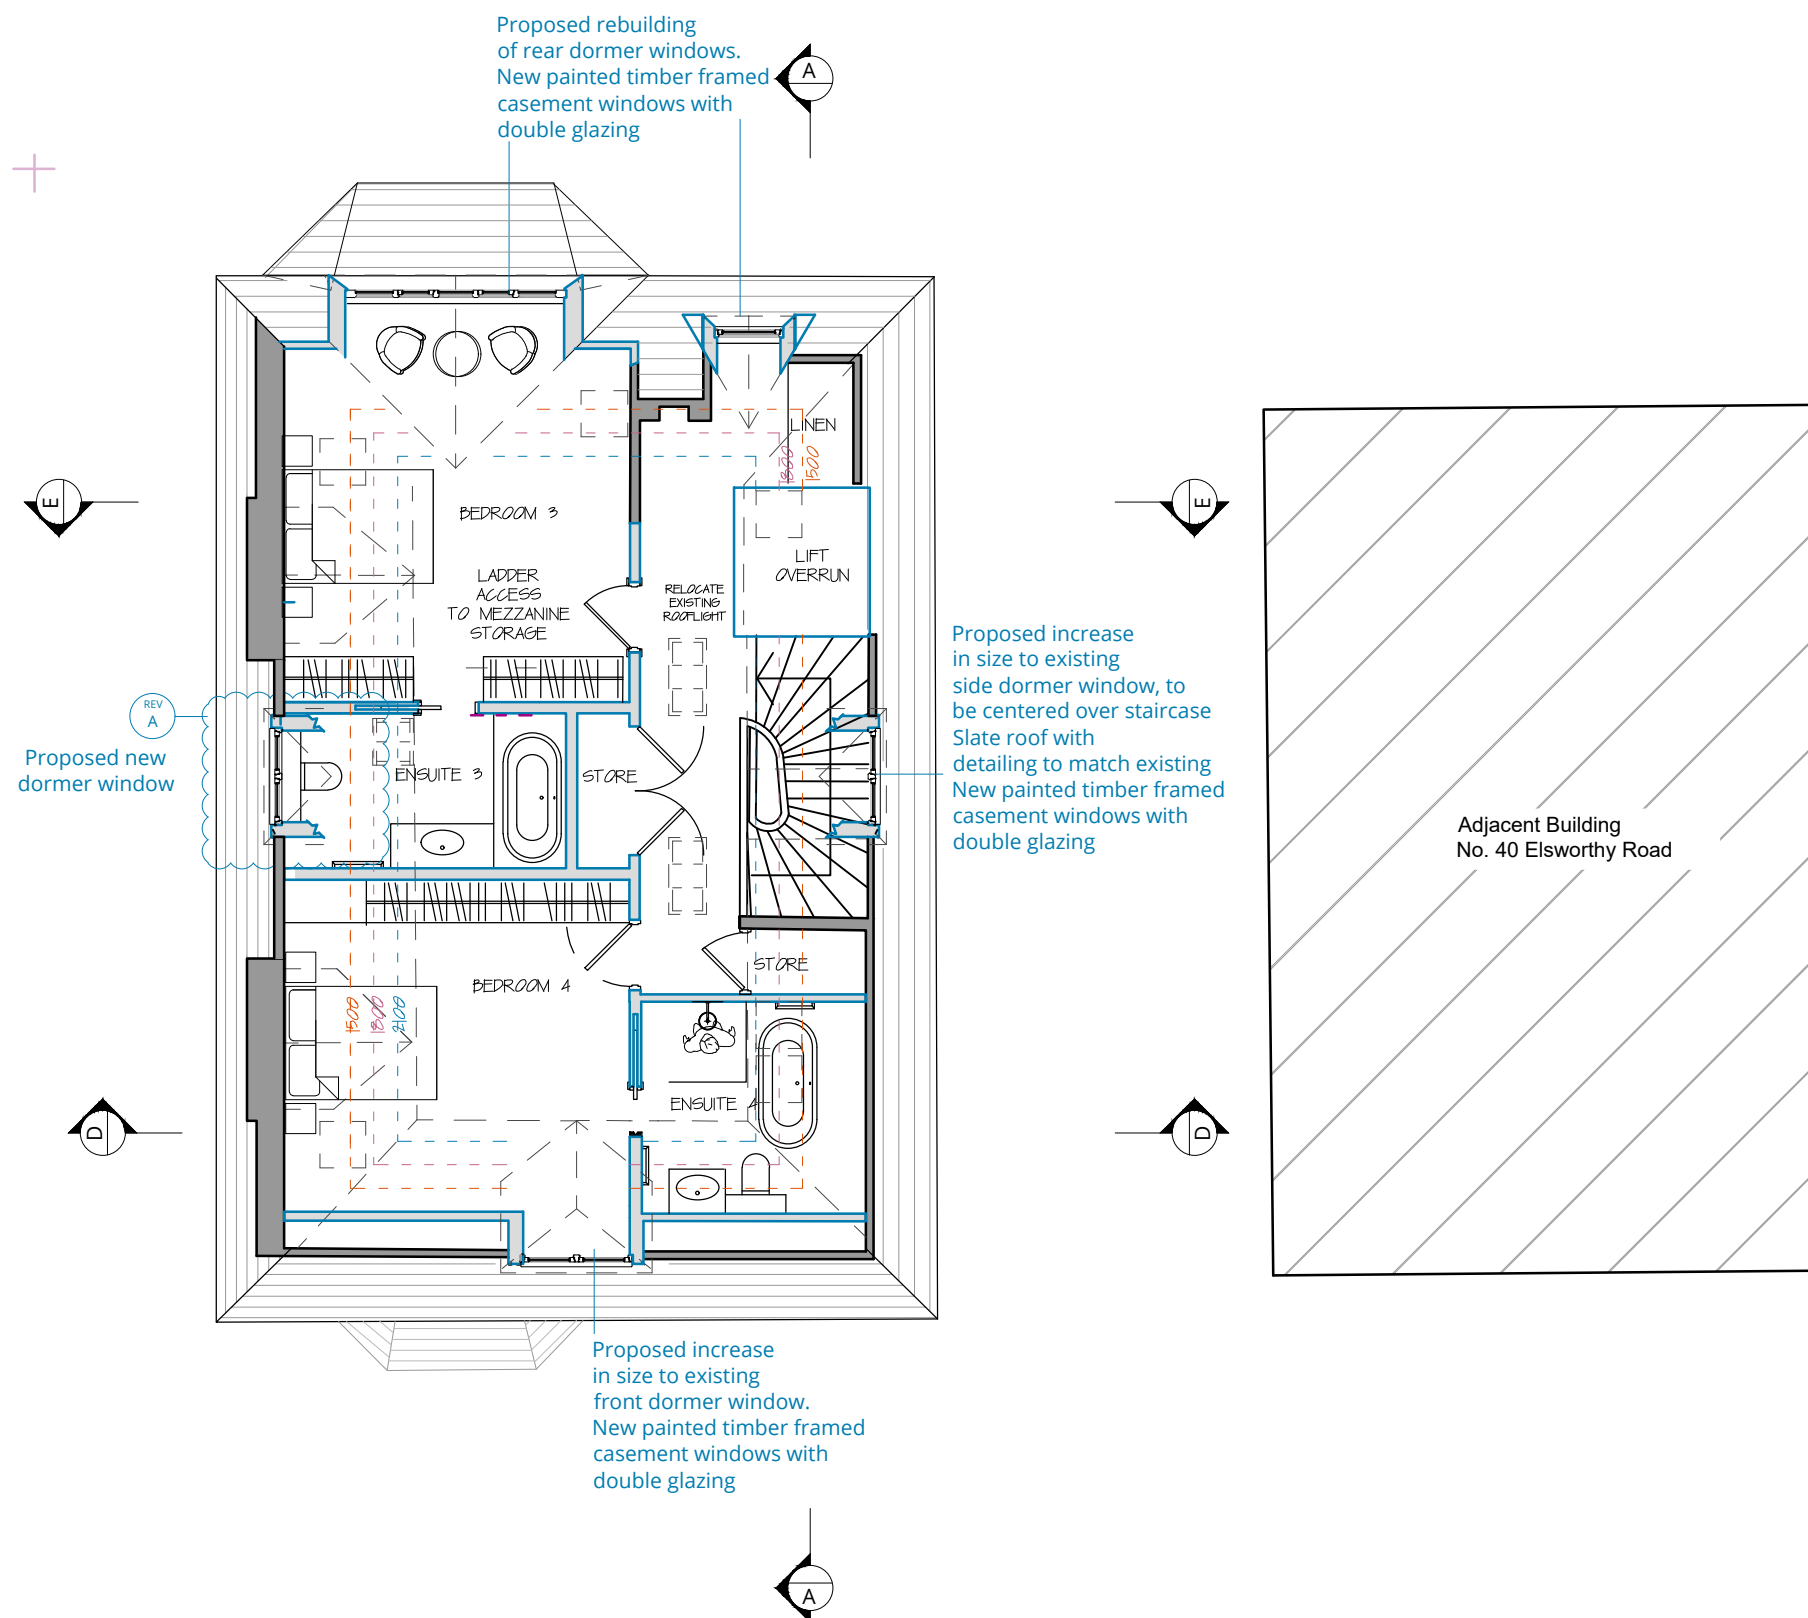 Proposed rebuilding
of rear dormer windows.
New painted timber framed
casement windows with
double glazing
A
LINEN
1800
1500
E
E
BEDROOM 3
LIFT
OVERRUN
LADDER
ACCESS
TO MEZZANINE
STORAGE
RELOCATE
EXISTING
ROOFLIGHT
Proposed increase
in size to existing
side dormer window, to
be centered over staircase
Slate roof with
detailing to match existing
New painted timber framed
casement windows with
double glazing
REV
A
Proposed new
dormer window
ENSUITE 3
STORE
Adjacent Building
No. 40 Elsworthy Road
STORE
BEDROOM 4
1500
1800
2100
ENSUITE 4
D
D
Proposed increase
in size to existing
front dormer window.
New painted timber framed
casement windows with
double glazing
A